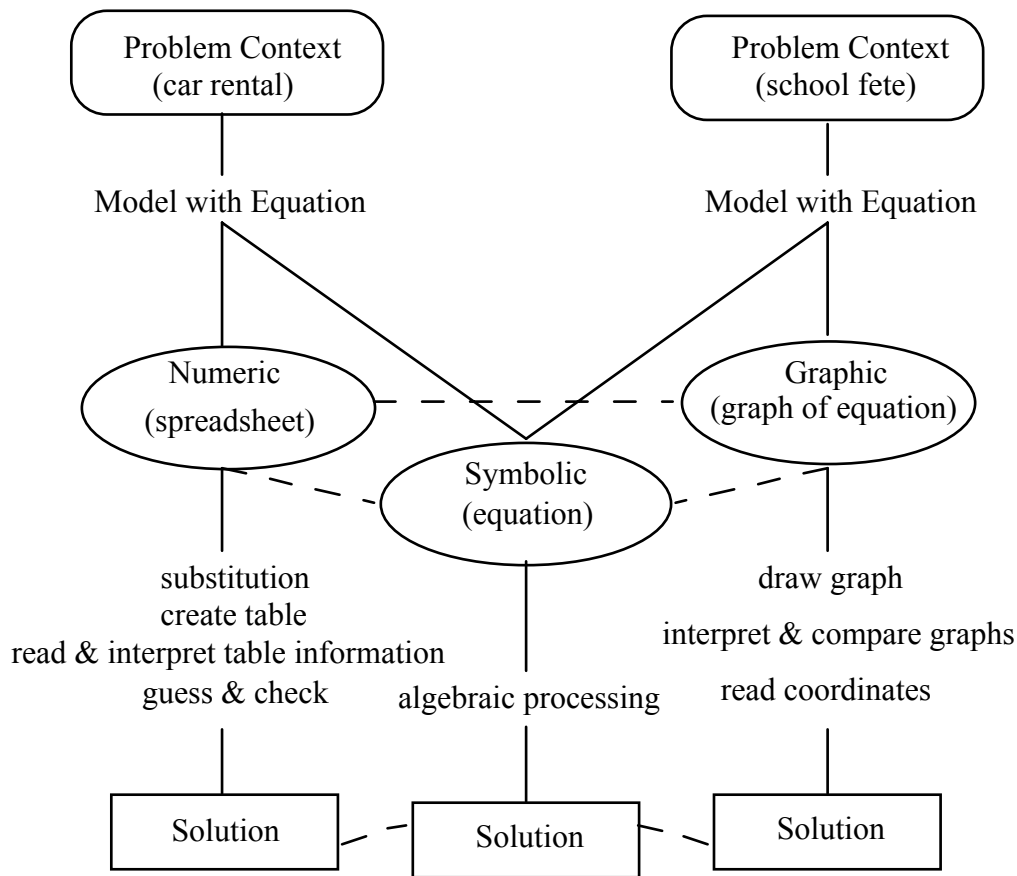 Problem Context
(car rental)
Problem Context
(school fete)
Model with Equation
Model with Equation
Numeric
(spreadsheet)
Graphic
(graph of equation)
Symbolic
(equation)
substitution
create table
read & interpret table information
guess & check
algebraic processing
draw graph
interpret & compare graphs
read coordinates
Solution
Solution
Solution